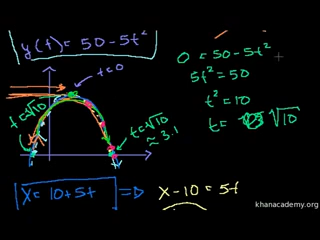 y(t) = 50 - 5t²
t=0
0 = 50 - 5t²
5t² = 50
t² = 10
t = √10
t=√10
t=√10
≈ 3.1
X = 10 + 5t
x - 10 = 5t
khanacademy.org